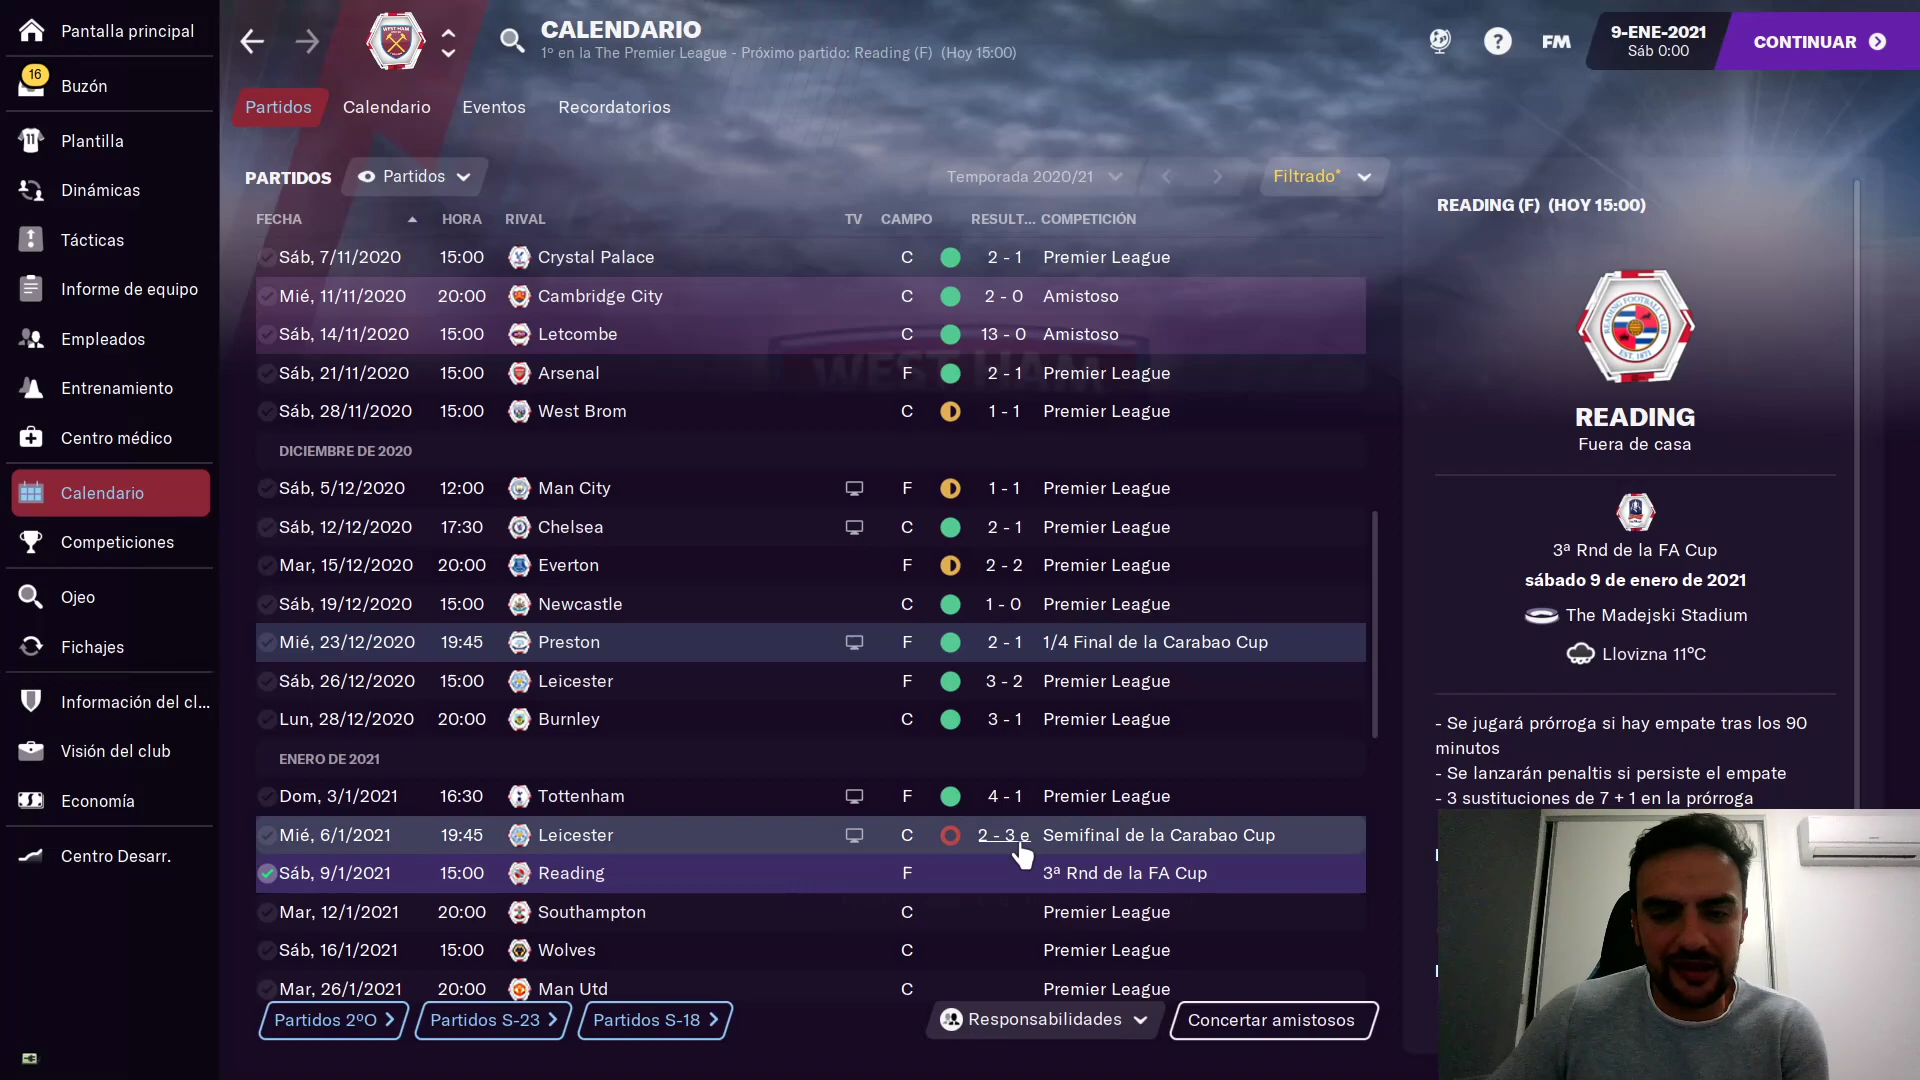 Pantalla principal
16
Buzón
Plantilla
Dinámicas
Tácticas
Informe de equipo
Empleados
Entrenamiento
Centro médico
Calendario
Competiciones
Ojeo
Fichajes
Información del cl...
Visión del club
Economía
Centro Desarr.
CALENDARIO
1º en la The Premier League - Próximo partido: Reading (F) (Hoy 15:00)
?
FM
9-ENE-2021
Sáb 0:00
CONTINUAR
Partidos
Calendario
Eventos
Recordatorios
PARTIDOS
Partidos
Temporada 2020/21
Filtrado*
FECHA HORA RIVAL TV CAMPO RESULT... COMPETICIÓN
Sáb, 7/11/2020 15:00 Crystal Palace C 2 - 1 Premier League
Mié, 11/11/2020 20:00 Cambridge City C 2 - 0 Amistoso
Sáb, 14/11/2020 15:00 Letcombe C 13 - 0 Amistoso
Sáb, 21/11/2020 15:00 Arsenal F 2 - 1 Premier League
Sáb, 28/11/2020 15:00 West Brom C 1 - 1 Premier League
DICIEMBRE DE 2020
Sáb, 5/12/2020 12:00 Man City F 1 - 1 Premier League
Sáb, 12/12/2020 17:30 Chelsea C 2 - 1 Premier League
Mar, 15/12/2020 20:00 Everton F 2 - 2 Premier League
Sáb, 19/12/2020 15:00 Newcastle C 1 - 0 Premier League
Mié, 23/12/2020 19:45 Preston F 2 - 1 1/4 Final de la Carabao Cup
Sáb, 26/12/2020 15:00 Leicester F 3 - 2 Premier League
Lun, 28/12/2020 20:00 Burnley C 3 - 1 Premier League
ENERO DE 2021
Dom, 3/1/2021 16:30 Tottenham F 4 - 1 Premier League
Mié, 6/1/2021 19:45 Leicester C 2 - 3 e Semifinal de la Carabao Cup
Sáb, 9/1/2021 15:00 Reading F 3ª Rnd de la FA Cup
Mar, 12/1/2021 20:00 Southampton C Premier League
Sáb, 16/1/2021 15:00 Wolves C Premier League
Mar, 26/1/2021 20:00 Man Utd C Premier League
Partidos 2ºO
Partidos S-23
Partidos S-18
Responsabilidades
Concertar amistosos
READING (F) (HOY 15:00)
READING FOOTBALL CLUB
EST. 1871
READING
Fuera de casa
3ª Rnd de la FA Cup
sábado 9 de enero de 2021
The Madejski Stadium
Llovizna 11ºC
- Se jugará prórroga si hay empate tras los 90
minutos
- Se lanzarán penaltis si persiste el empate
- 3 sustituciones de 7 + 1 en la prórroga
WEST HAM